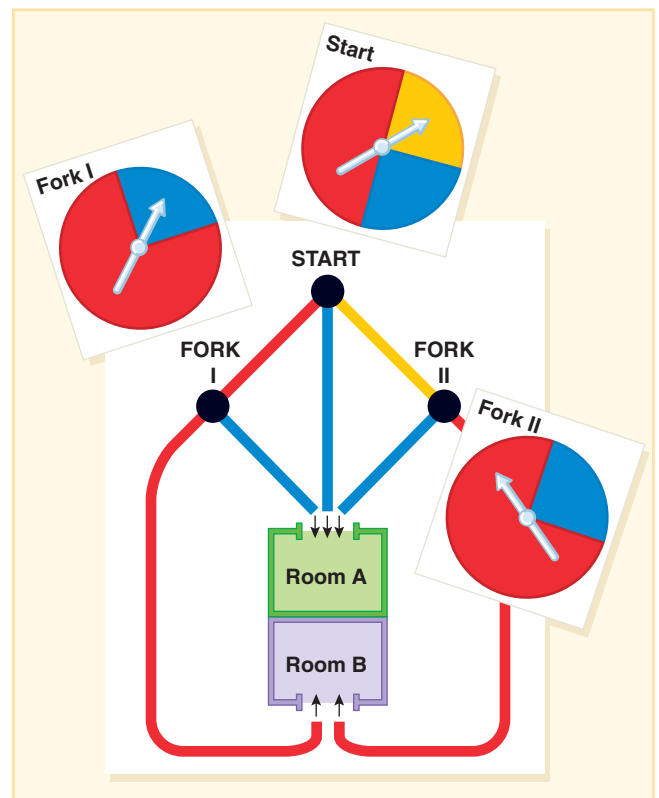 Start
Fork I
START
FORK
I
FORK
II
Fork II
Room A
Room B